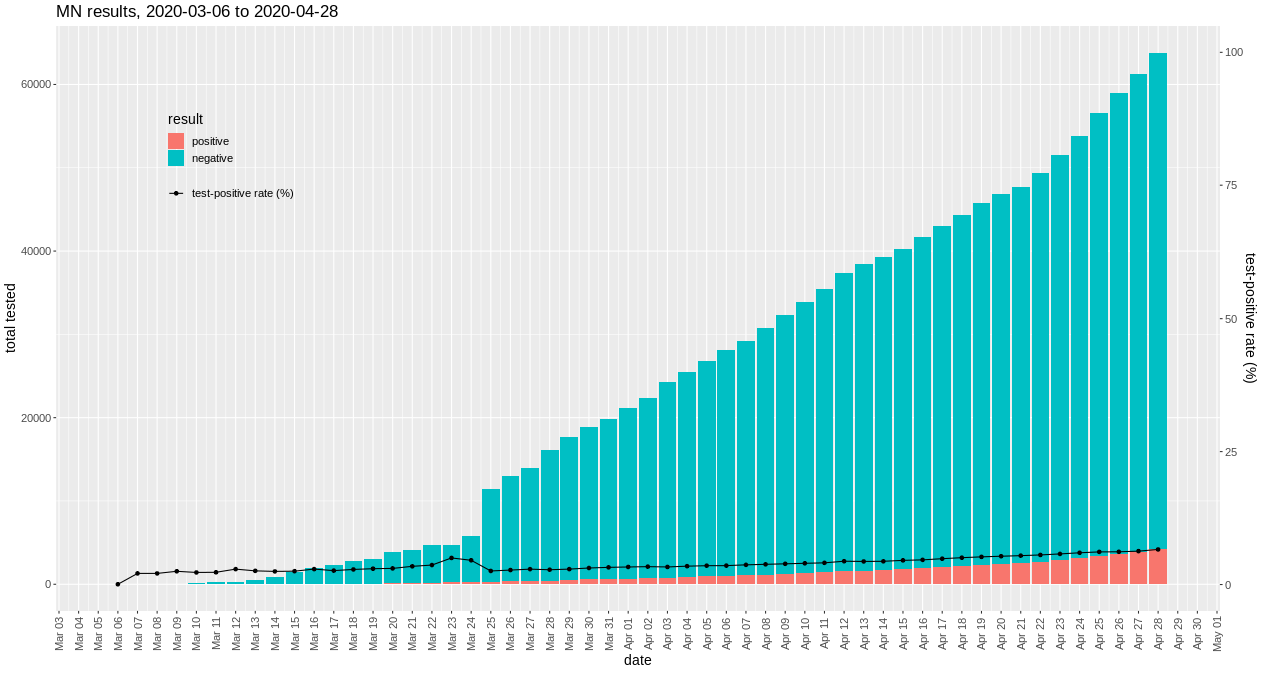 MN results, 2020-03-06 to 2020-04-28
total tested
60000
40000
20000
0
result
positive
negative
test-positive rate (%)
100
75
50
25
0
test-positive rate (%)
Mar 03
Mar 04
Mar 05
Mar 06
Mar 07
Mar 08
Mar 09
Mar 10
Mar 11
Mar 12
Mar 13
Mar 14
Mar 15
Mar 16
Mar 17
Mar 18
Mar 19
Mar 20
Mar 21
Mar 22
Mar 23
Mar 24
Mar 25
Mar 26
Mar 27
Mar 28
Mar 29
Mar 30
Mar 31
Apr 01
Apr 02
Apr 03
Apr 04
Apr 05
Apr 06
Apr 07
Apr 08
Apr 09
Apr 10
Apr 11
Apr 12
Apr 13
Apr 14
Apr 15
Apr 16
Apr 17
Apr 18
Apr 19
Apr 20
Apr 21
Apr 22
Apr 23
Apr 24
Apr 25
Apr 26
Apr 27
Apr 28
Apr 29
Apr 30
May 01
date